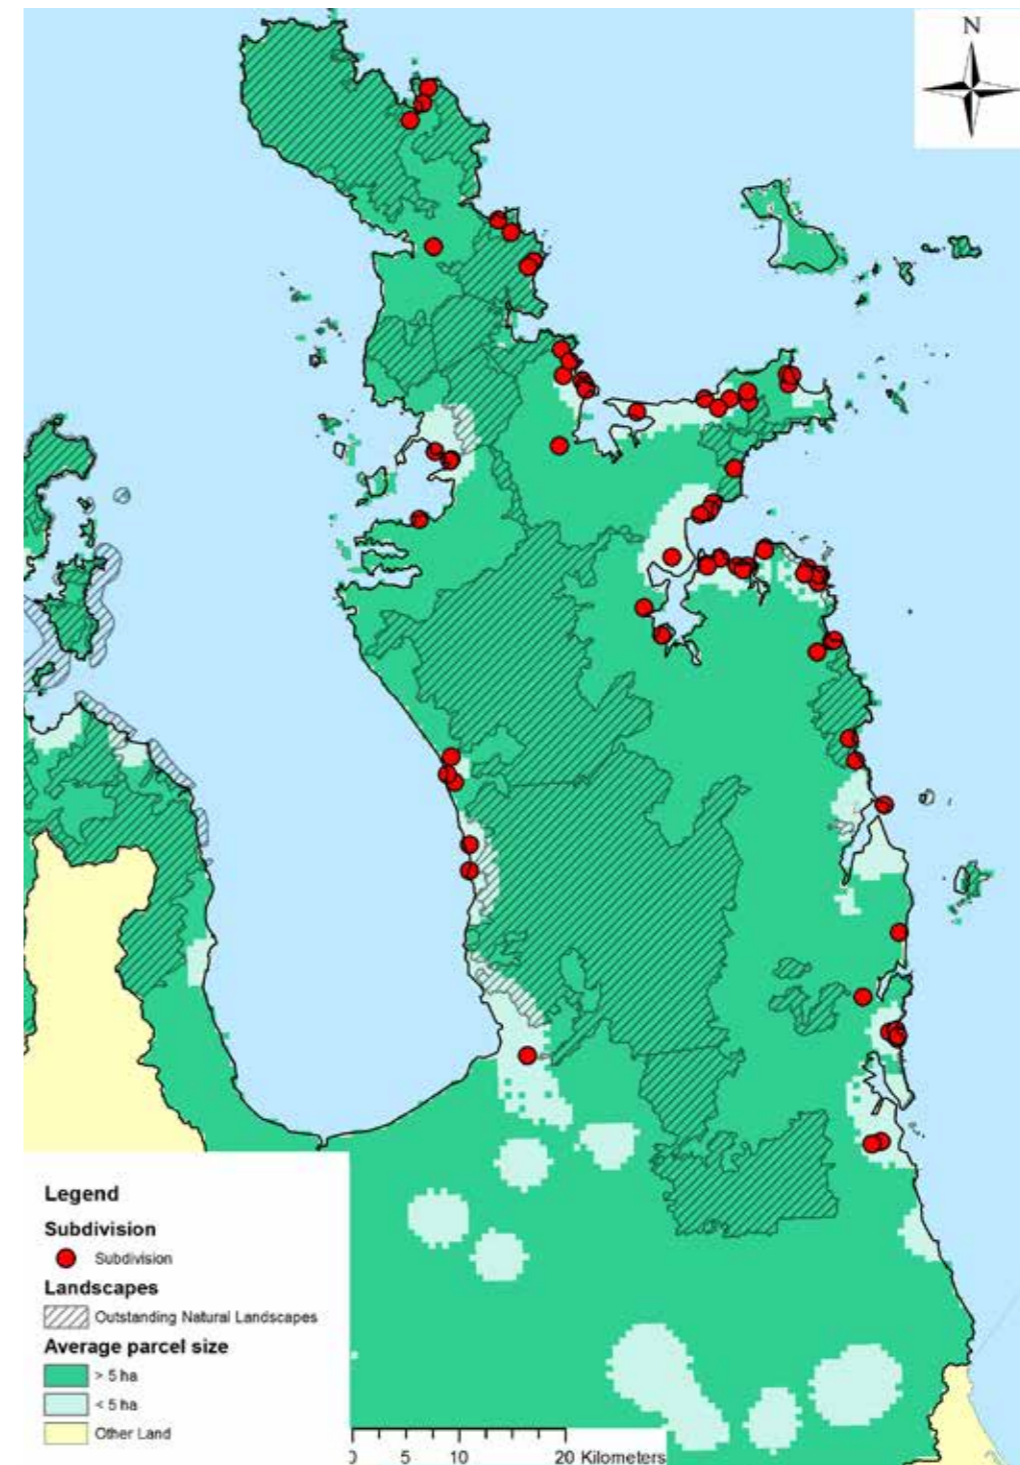 N
Legend
Subdivision
Subdivision
Landscapes
Outstanding Natural Landscapes
Average parcel size
> 5 ha
< 5 ha
Other Land
0 5 10 20 Kilometers